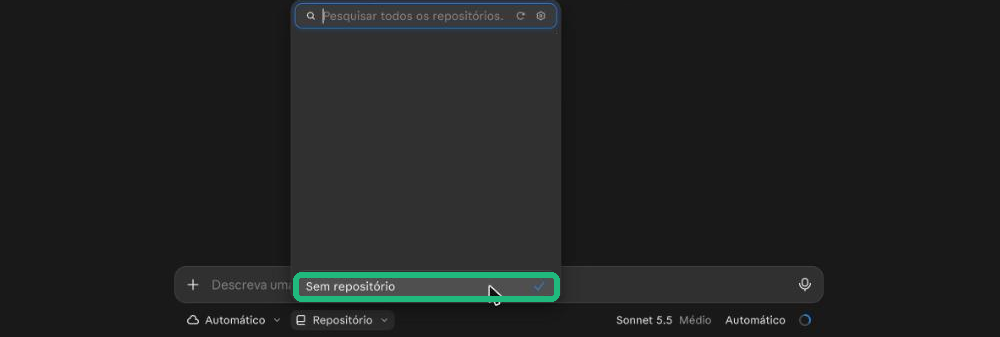 Pesquisar todos os repositórios.
Descreva uma
Sem repositório
Automático
Repositório
Sonnet 5.5 Médio
Automático